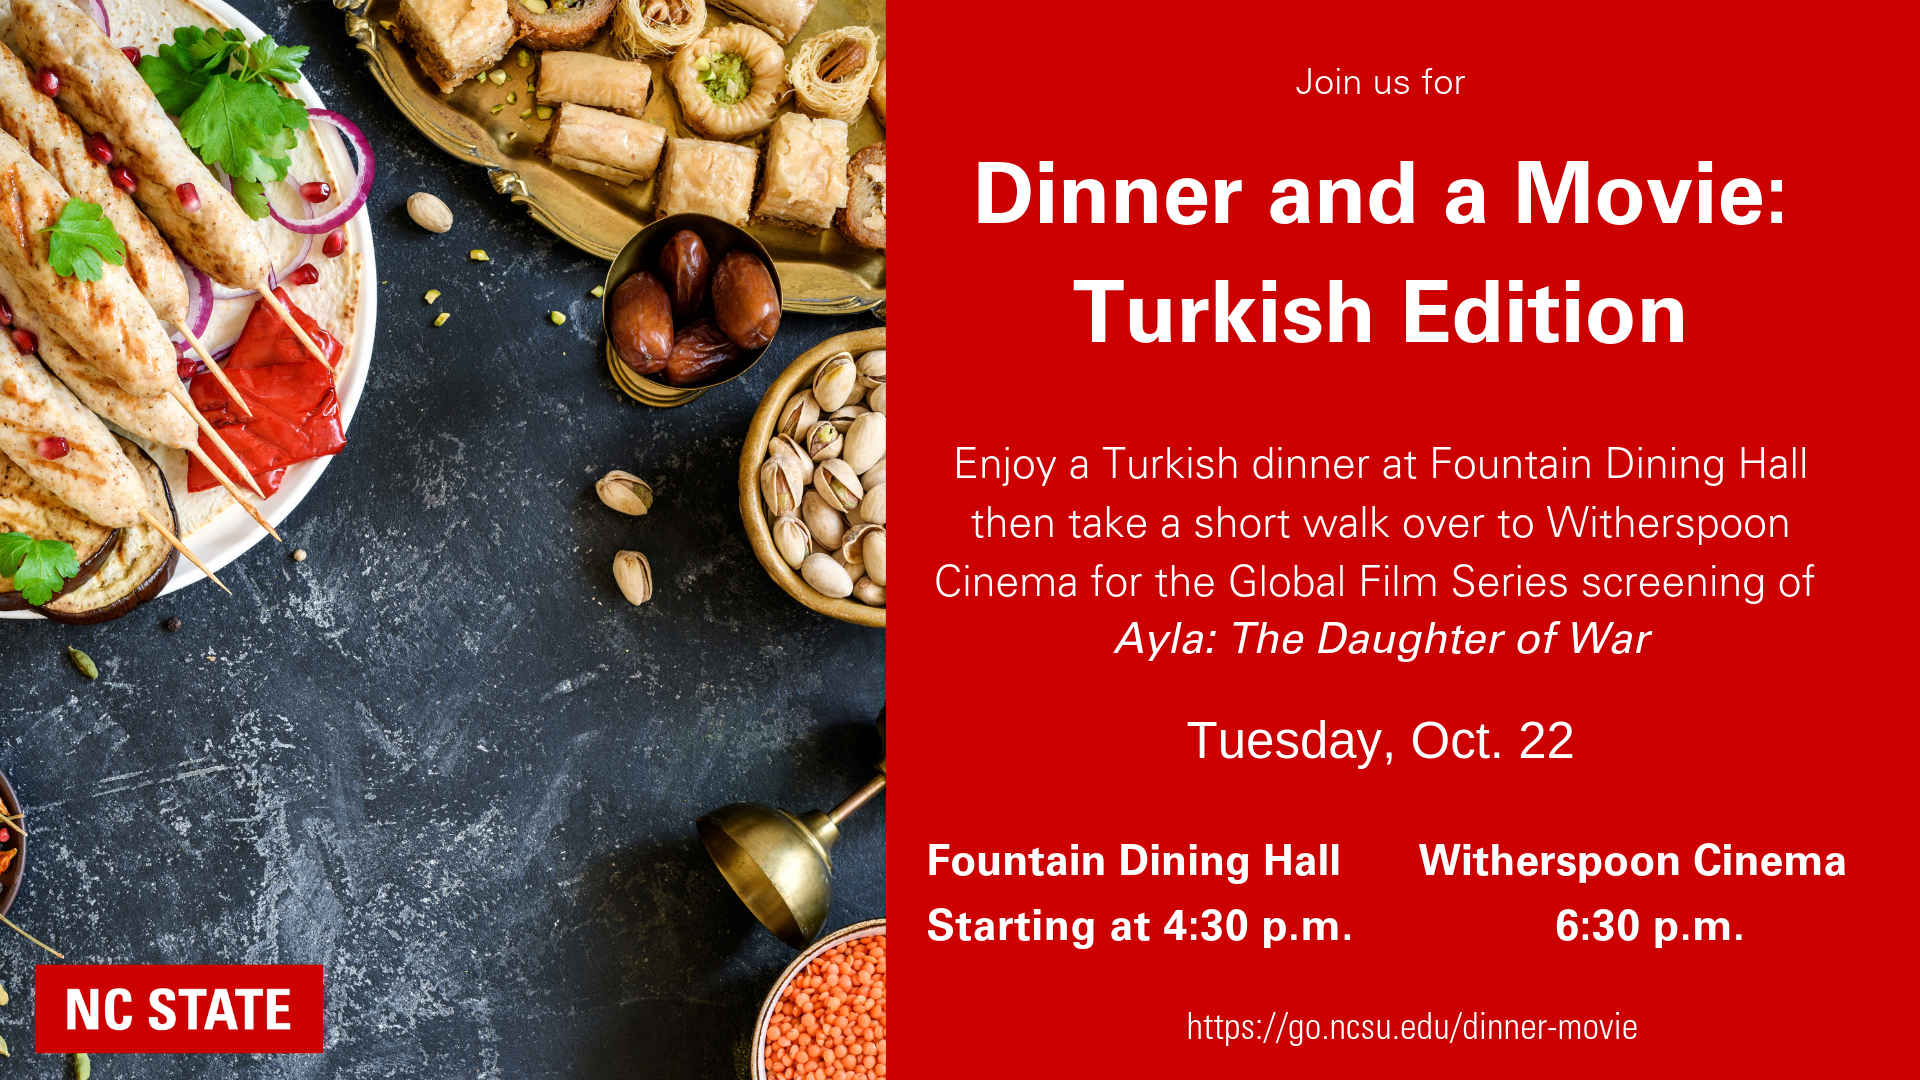 Join us for
Dinner and a Movie:
Turkish Edition
Enjoy a Turkish dinner at Fountain Dining Hall
then take a short walk over to Witherspoon
Cinema for the Global Film Series screening of
Ayla: The Daughter of War
Tuesday, Oct. 22
Fountain Dining Hall
Starting at 4:30 p.m.
Witherspoon Cinema
6:30 p.m.
https://go.ncsu.edu/dinner-movie
NC STATE